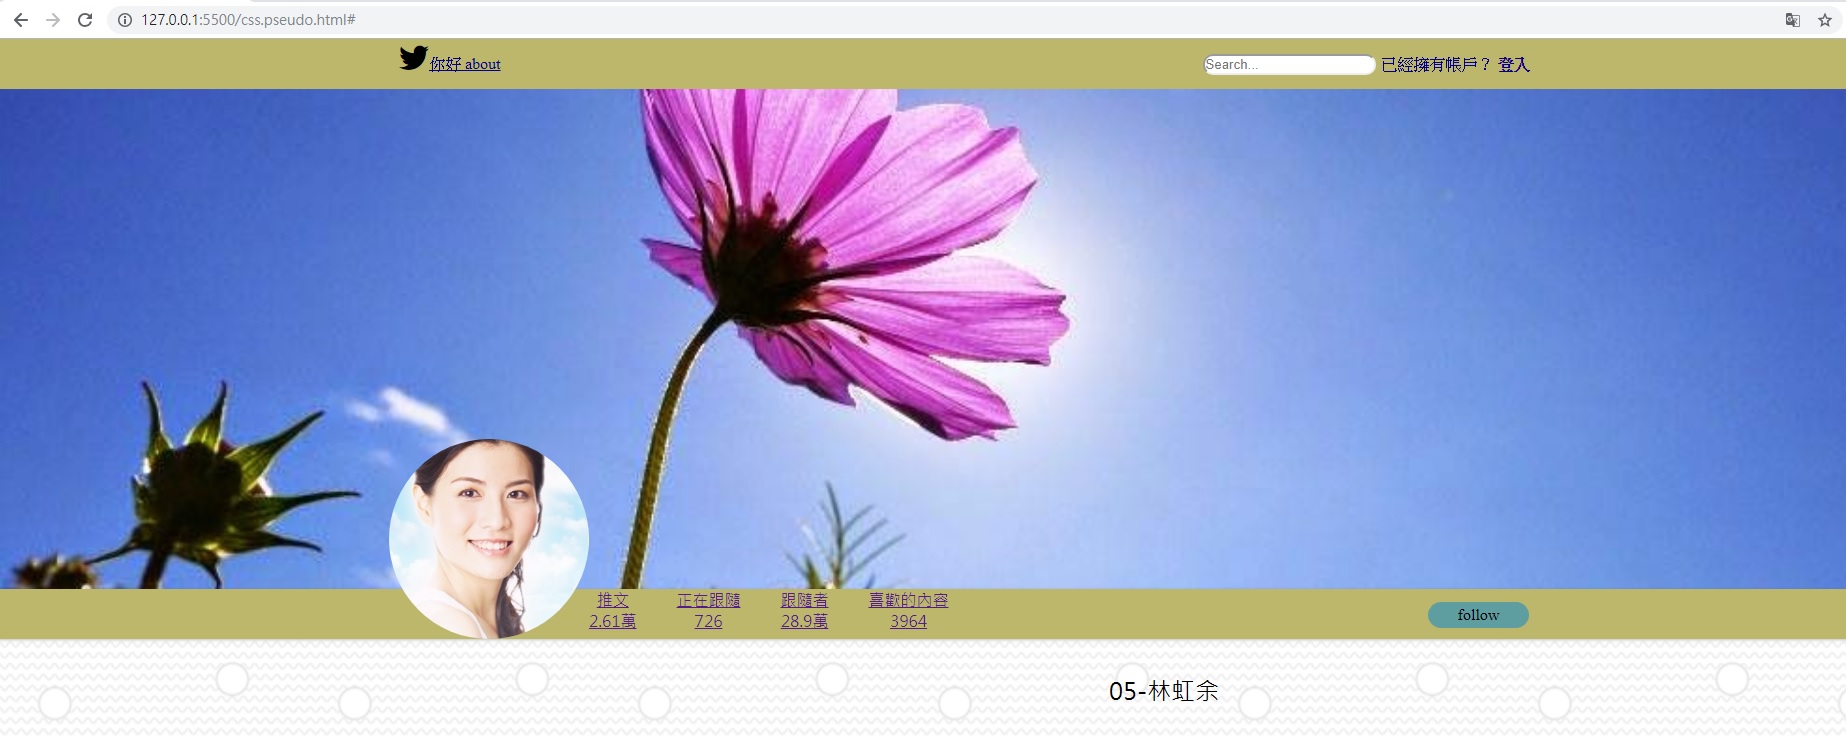 127.0.0.1:5500/css.pseudo.html#
你好 about
Search...
已經擁有帳戶？ 登入
推文 正在跟隨 跟隨者 喜歡的內容
2.61萬 726 28.9萬 3964
follow
05-林虹余